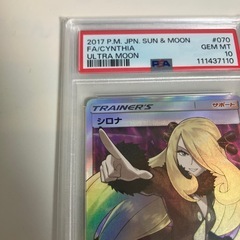 2017 P.M. JPN. SUN & MOON #070
FA/CYNTHIA GEM MT
ULTRA MOON 10
PSA 111437110
TRAINER'S サポート
シロナ